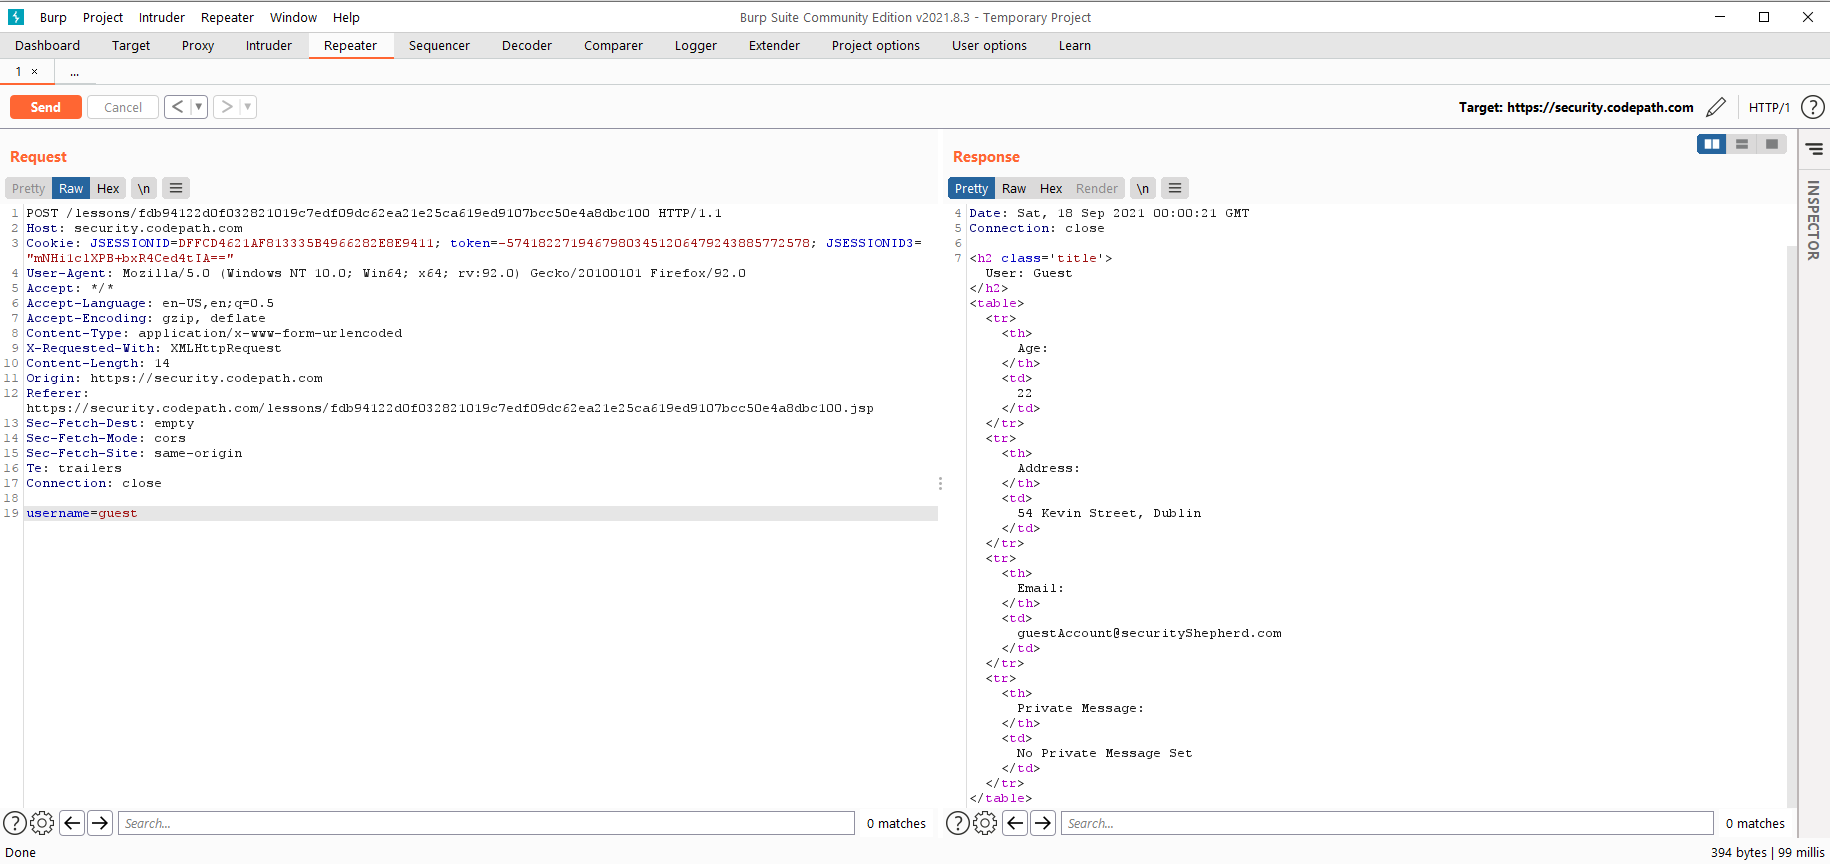 Burp Project Intruder Repeater Window Help
Burp Suite Community Edition v2021.8.3 - Temporary Project
Dashboard Target Proxy Intruder Repeater Sequencer Decoder Comparer Logger Extender Project options User options Learn
1 × ...
Send Cancel < >
Target: https://security.codepath.com HTTP/1 ?
Request
Pretty Raw Hex \n
1 POST /lessons/fdb94122d0f032821019c7edf09dc62ea21e25ca619ed9107bcc50e4a8dbc100 HTTP/1.1
2 Host: security.codepath.com
3 Cookie: JSESSIONID=DFFCD4621AF813335B4966282E8E9411; token=-57418227194679803451206479243885772578; JSESSIONID3=
"mNHi1clXPB+bxR4Ced4tIA=="
4 User-Agent: Mozilla/5.0 (Windows NT 10.0; Win64; x64; rv:92.0) Gecko/20100101 Firefox/92.0
5 Accept: */*
6 Accept-Language: en-US,en;q=0.5
7 Accept-Encoding: gzip, deflate
8 Content-Type: application/x-www-form-urlencoded
9 X-Requested-With: XMLHttpRequest
10 Content-Length: 14
11 Origin: https://security.codepath.com
12 Referer:
https://security.codepath.com/lessons/fdb94122d0f032821019c7edf09dc62ea21e25ca619ed9107bcc50e4a8dbc100.jsp
13 Sec-Fetch-Dest: empty
14 Sec-Fetch-Mode: cors
15 Sec-Fetch-Site: same-origin
16 Te: trailers
17 Connection: close
18
19 username=guest
? Search... 0 matches
Response
Pretty Raw Hex Render \n
4 Date: Sat, 18 Sep 2021 00:00:21 GMT
5 Connection: close
6
7 <h2 class='title'>
User: Guest
</h2>
<table>
<tr>
<th>
Age:
</th>
<td>
22
</td>
</tr>
<tr>
<th>
Address:
</th>
<td>
54 Kevin Street, Dublin
</td>
</tr>
<tr>
<th>
Email:
</th>
<td>
guestAccount@securityShepherd.com
</td>
</tr>
<tr>
<th>
Private Message:
</th>
<td>
No Private Message Set
</td>
</tr>
</table>
? Search... 0 matches
INSPECTOR
Done
394 bytes | 99 millis